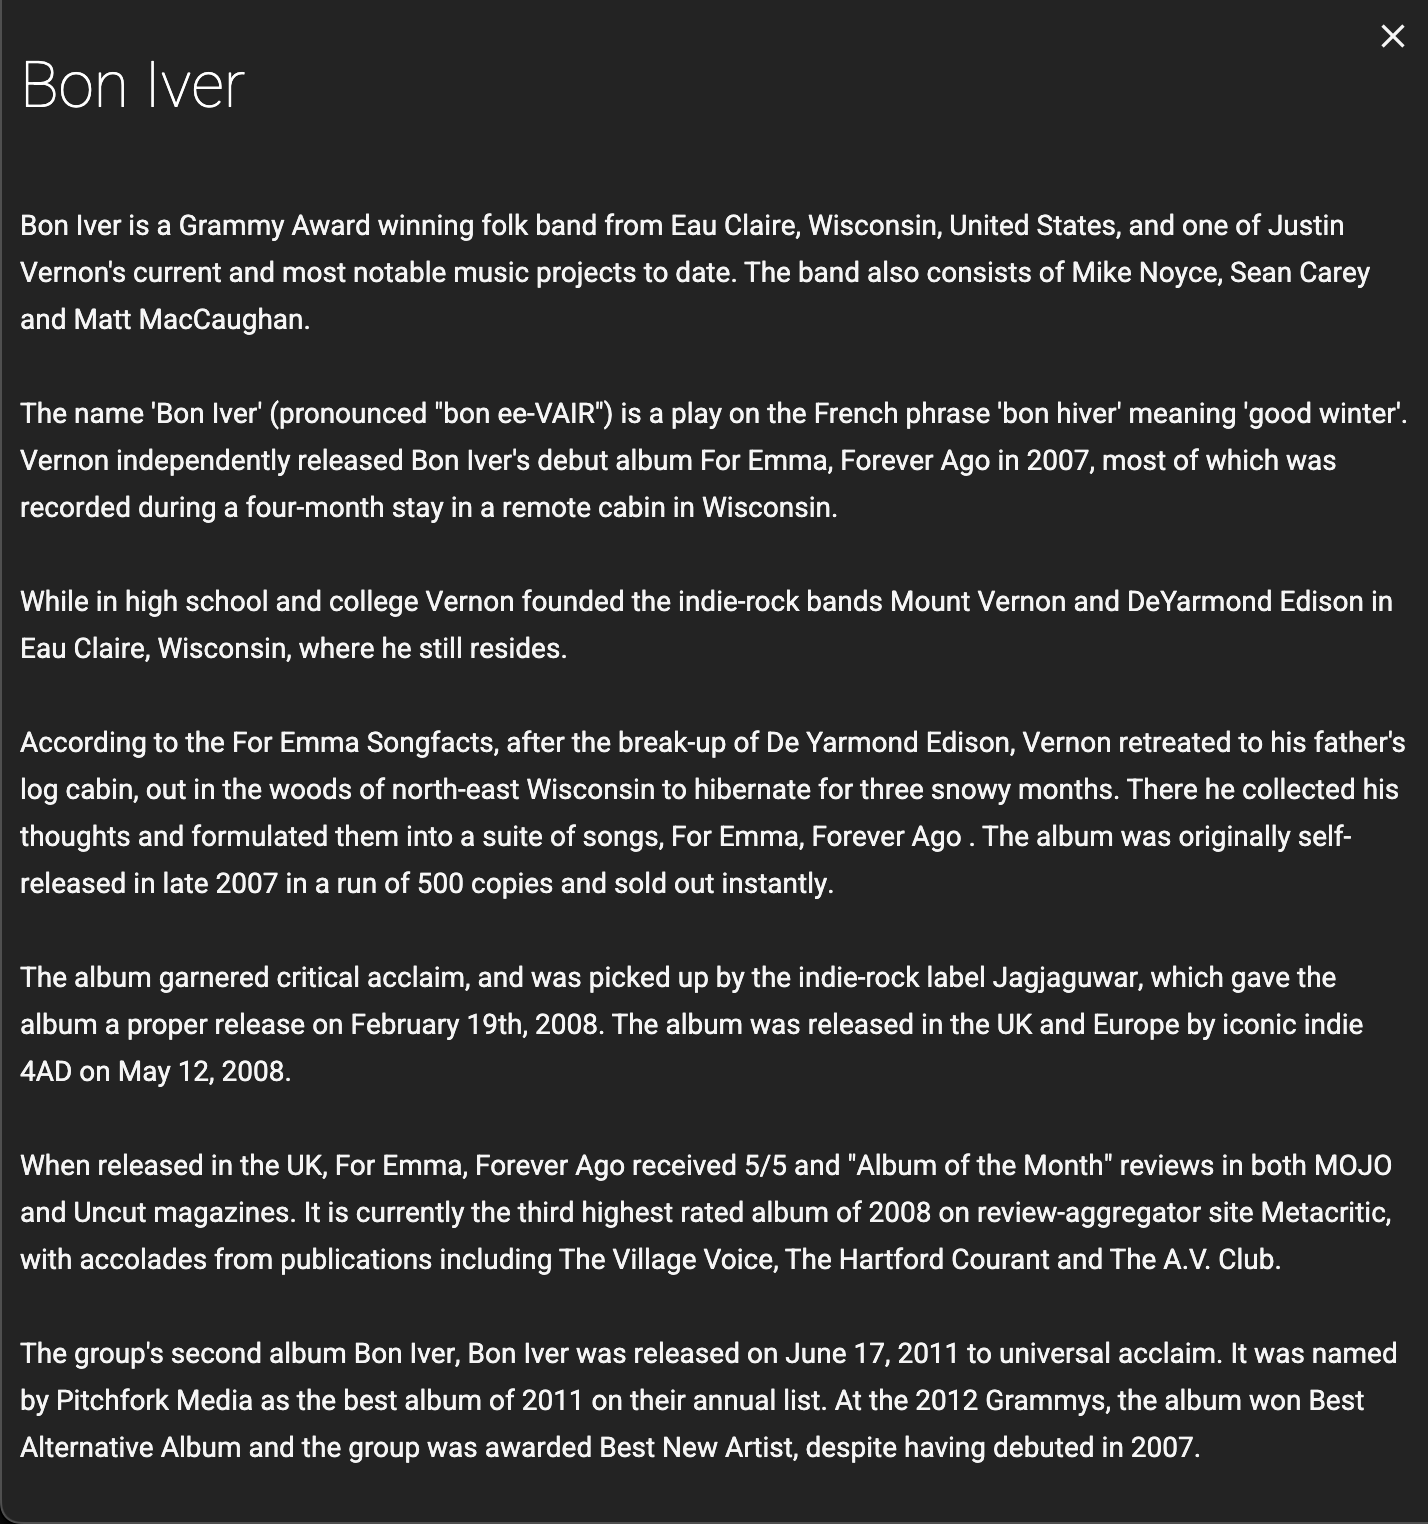 Bon Iver
Bon Iver is a Grammy Award winning folk band from Eau Claire, Wisconsin, United States, and one of Justin
Vernon's current and most notable music projects to date. The band also consists of Mike Noyce, Sean Carey
and Matt MacCaughan.
The name 'Bon Iver' (pronounced "bon ee-VAIR") is a play on the French phrase 'bon hiver' meaning 'good winter'.
Vernon independently released Bon Iver's debut album For Emma, Forever Ago in 2007, most of which was
recorded during a four-month stay in a remote cabin in Wisconsin.
While in high school and college Vernon founded the indie-rock bands Mount Vernon and DeYarmond Edison in
Eau Claire, Wisconsin, where he still resides.
According to the For Emma Songfacts, after the break-up of De Yarmond Edison, Vernon retreated to his father's
log cabin, out in the woods of north-east Wisconsin to hibernate for three snowy months. There he collected his
thoughts and formulated them into a suite of songs, For Emma, Forever Ago . The album was originally self-
released in late 2007 in a run of 500 copies and sold out instantly.
The album garnered critical acclaim, and was picked up by the indie-rock label Jagjaguwar, which gave the
album a proper release on February 19th, 2008. The album was released in the UK and Europe by iconic indie
4AD on May 12, 2008.
When released in the UK, For Emma, Forever Ago received 5/5 and "Album of the Month" reviews in both MOJO
and Uncut magazines. It is currently the third highest rated album of 2008 on review-aggregator site Metacritic,
with accolades from publications including The Village Voice, The Hartford Courant and The A.V. Club.
The group's second album Bon Iver, Bon Iver was released on June 17, 2011 to universal acclaim. It was named
by Pitchfork Media as the best album of 2011 on their annual list. At the 2012 Grammys, the album won Best
Alternative Album and the group was awarded Best New Artist, despite having debuted in 2007.